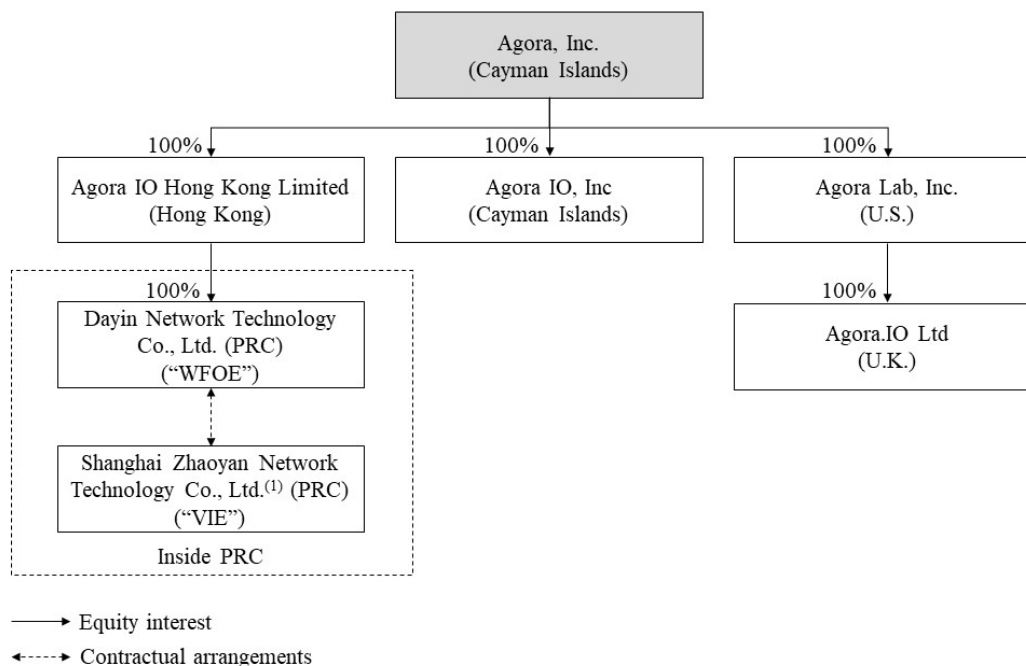 Agora, Inc.
(Cayman Islands)
100%
100%
100%
Agora IO Hong Kong Limited
(Hong Kong)
Agora IO, Inc
(Cayman Islands)
Agora Lab, Inc.
(U.S.)
100%
Dayin Network Technology
Co., Ltd. (PRC)
(“WFOE”)
100%
Agora.IO Ltd
(U.K.)
Shanghai Zhaoyan Network
Technology Co., Ltd.(1) (PRC)
(“VIE”)
Inside PRC
Equity interest
Contractual arrangements